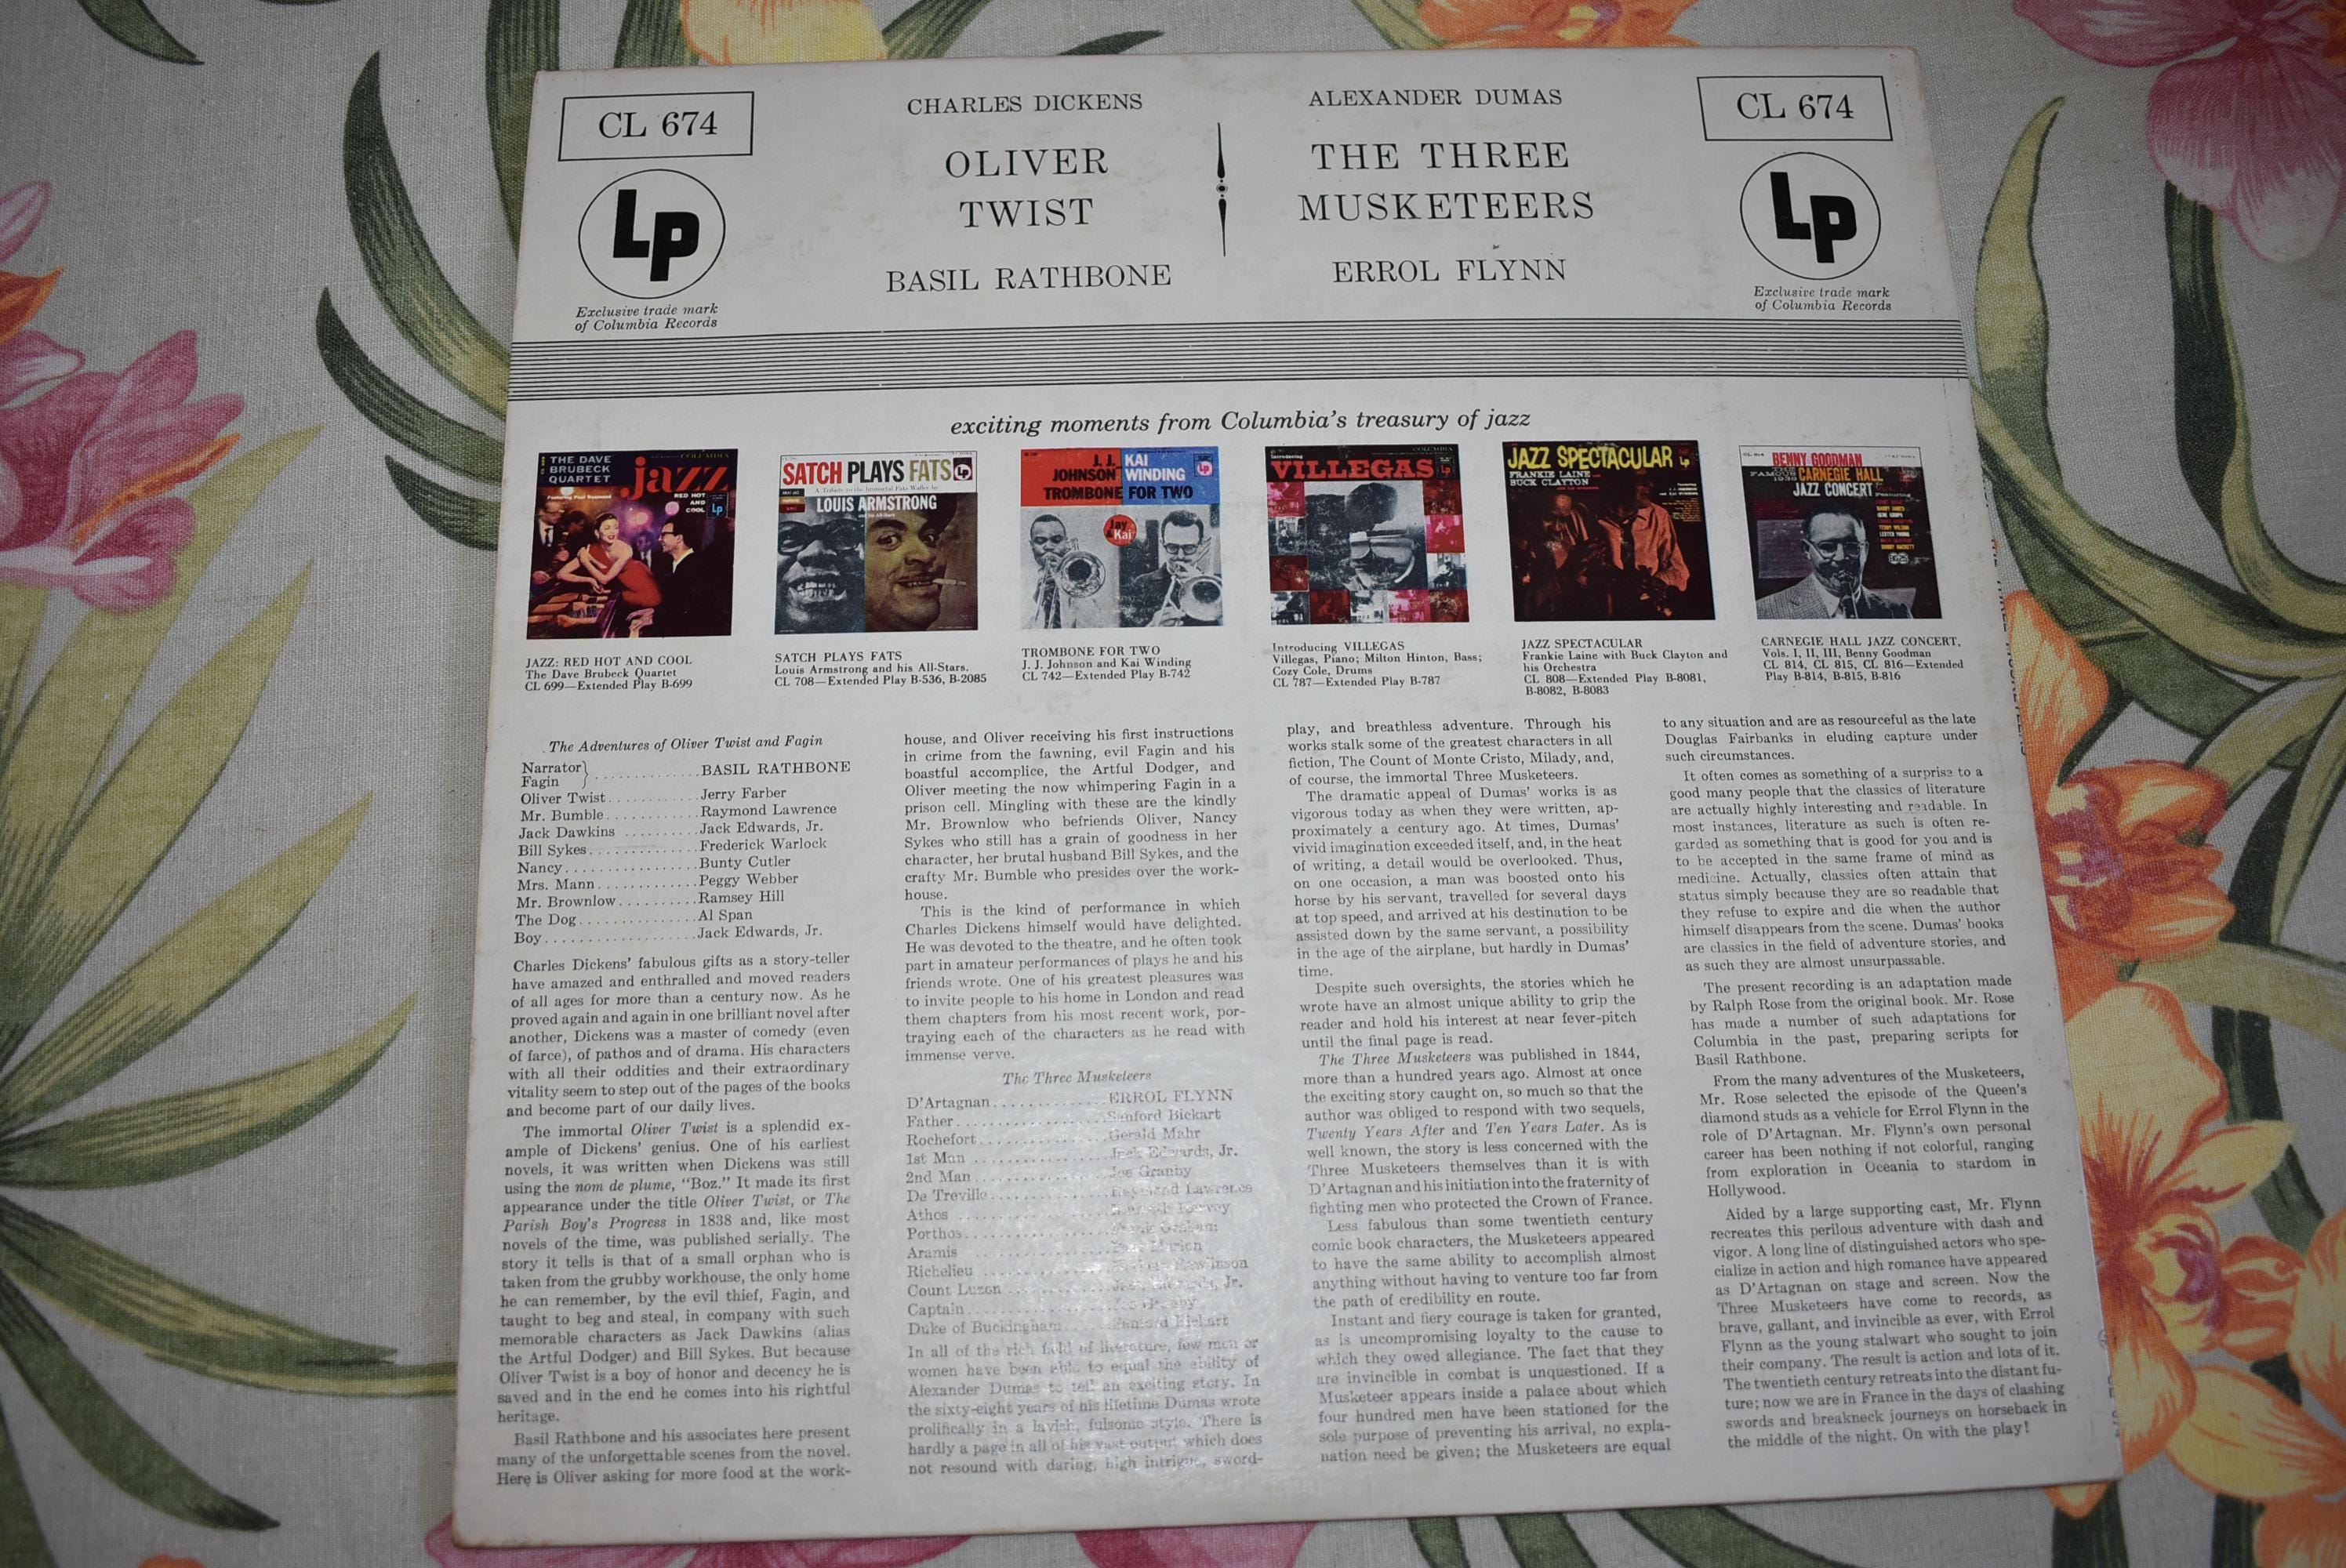 CL 674
CHARLES DICKENS
OLIVER
TWIST
BASIL RATHBONE
ALEXANDER DUMAS
THE THREE
MUSKETEERS
ERROL FLYNN
CL 674
Lp
Exclusive trade mark
of Columbia Records
Lp
Exclusive trade mark
of Columbia Records
exciting moments from Columbia's treasury of jazz
THE DAVE
BRUBECK
QUARTET
jazz
RED HOT
AND
COOL
Lp
SATCH PLAYS FATS
LOUIS ARMSTRONG
J. J.
JOHNSON
KAI
WINDING
TROMBONE FOR TWO
Jay
Kai
Introducing
VILLEGAS
JAZZ SPECTACULAR
FRANKIE LAINE
BUCK CLAYTON
BENNY GOODMAN
CARNEGIE HALL
JAZZ CONCERT
JAZZ: RED HOT AND COOL
The Dave Brubeck Quartet
CL 699—Extended Play B-699
SATCH PLAYS FATS
Louis Armstrong and his All-Stars.
CL 708—Extended Play B-536, B-2085
TROMBONE FOR TWO
J. J. Johnson and Kai Winding
CL 742—Extended Play B-742
Introducing VILLEGAS
Villegas, Piano; Milton Hinton, Bass;
Cozy Cole, Drums
CL 787—Extended Play B-787
JAZZ SPECTACULAR
Frankie Laine with Buck Clayton and
his Orchestra
CL 808—Extended Play B-8081,
B-8082, B-8083
CARNEGIE HALL JAZZ CONCERT,
Vols. I, II, III, Benny Goodman
CL 814, CL 815, CL 816—Extended
Play B-814, B-815, B-816
The Adventures of Oliver Twist and Fagin
Narrator
Fagin } ............. BASIL RATHBONE
Oliver Twist........... Jerry Farber
Mr. Bumble........... Raymond Lawrence
Jack Dawkins ......... Jack Edwards, Jr.
Bill Sykes............. Frederick Warlock
Nancy................ Bunty Cutler
Mrs. Mann............ Peggy Webber
Mr. Brownlow......... Ramsey Hill
The Dog.............. Al Span
Boy.................. Jack Edwards, Jr.
Charles Dickens' fabulous gifts as a story-teller
have amazed and enthralled and moved readers
of all ages for more than a century now. As he
proved again and again in one brilliant novel after
another, Dickens was a master of comedy (even
of farce), of pathos and of drama. His characters
with all their oddities and their extraordinary
vitality seem to step out of the pages of the books
and become part of our daily lives.
The immortal Oliver Twist is a splendid ex-
ample of Dickens' genius. One of his earliest
novels, it was written when Dickens was still
using the nom de plume, "Boz." It made its first
appearance under the title Oliver Twist, or The
Parish Boy's Progress in 1838 and, like most
novels of the time, was published serially. The
story it tells is that of a small orphan who is
taken from the grubby workhouse, the only home
he can remember, by the evil thief, Fagin, and
taught to beg and steal, in company with such
memorable characters as Jack Dawkins (alias
the Artful Dodger) and Bill Sykes. But because
Oliver Twist is a boy of honor and decency he is
saved and in the end he comes into his rightful
heritage.
Basil Rathbone and his associates here present
many of the unforgettable scenes from the novel.
Here is Oliver asking for more food at the work-
house, and Oliver receiving his first instructions
in crime from the fawning, evil Fagin and his
boastful accomplice, the Artful Dodger, and
Oliver meeting the now whimpering Fagin in a
prison cell. Mingling with these are the kindly
Mr. Brownlow who befriends Oliver, Nancy
Sykes who still has a grain of goodness in her
character, her brutal husband Bill Sykes, and the
crafty Mr. Bumble who presides over the work-
house.
This is the kind of performance in which
Charles Dickens himself would have delighted.
He was devoted to the theatre, and he often took
part in amateur performances of plays he and his
friends wrote. One of his greatest pleasures was
to invite people to his home in London and read
them chapters from his most recent work, por-
traying each of the characters as he read with
immense verve.
The Three Musketeers
D'Artagnan............... ERROL FLYNN
Father................... Sanford Bickart
Rochefort................ Gerald Mahr
1st Man ................. Jack Edwards, Jr.
2nd Man................. Joe Granby
De Treville............... Raymond Lawrence
Athos
Porthos
Aramis
Richelieu
Count Luzon
Captain
Duke of Buckingham....... Sanford Bickart
In all of the rich field of literature, few men or
women have been able to equal the ability of
Alexander Dumas to tell an exciting story. In
the sixty-eight years of his lifetime Dumas wrote
prolifically in a lavish, fulsome style. There is
hardly a page in all of his vast output which does
not resound with daring, high intrigue, sword-
play, and breathless adventure. Through his
works stalk some of the greatest characters in all
fiction, The Count of Monte Cristo, Milady, and,
of course, the immortal Three Musketeers.
The dramatic appeal of Dumas' works is as
vigorous today as when they were written, ap-
proximately a century ago. At times, Dumas'
vivid imagination exceeded itself, and, in the heat
of writing, a detail would be overlooked. Thus,
on one occasion, a man was boosted onto his
horse by his servant, travelled for several days
at top speed, and arrived at his destination to be
assisted down by the same servant, a possibility
in the age of the airplane, but hardly in Dumas'
time.
Despite such oversights, the stories which he
wrote have an almost unique ability to grip the
reader and hold his interest at near fever-pitch
until the final page is read.
The Three Musketeers was published in 1844,
more than a hundred years ago. Almost at once
the exciting story caught on, so much so that the
author was obliged to respond with two sequels,
Twenty Years After and Ten Years Later. As is
well known, the story is less concerned with the
Three Musketeers themselves than it is with
D'Artagnan and his initiation into the fraternity of
fighting men who protected the Crown of France.
Less fabulous than some twentieth century
comic book characters, the Musketeers appeared
to have the same ability to accomplish almost
anything without having to venture too far from
the path of credibility en route.
Instant and fiery courage is taken for granted,
as is uncompromising loyalty to the cause to
which they owed allegiance. The fact that they
are invincible in combat is unquestioned. If a
Musketeer appears inside a palace about which
four hundred men have been stationed for the
sole purpose of preventing his arrival, no expla-
nation need be given; the Musketeers are equal
to any situation and are as resourceful as the late
Douglas Fairbanks in eluding capture under
such circumstances.
It often comes as something of a surprise to a
good many people that the classics of literature
are actually highly interesting and readable. In
most instances, literature as such is often re-
garded as something that is good for you and is
to be accepted in the same frame of mind as
medicine. Actually, classics often attain that
status simply because they are so readable that
they refuse to expire and die when the author
himself disappears from the scene. Dumas' books
are classics in the field of adventure stories, and
as such they are almost unsurpassable.
The present recording is an adaptation made
by Ralph Rose from the original book. Mr. Rose
has made a number of such adaptations for
Columbia in the past, preparing scripts for
Basil Rathbone.
From the many adventures of the Musketeers,
Mr. Rose selected the episode of the Queen's
diamond studs as a vehicle for Errol Flynn in the
role of D'Artagnan. Mr. Flynn's own personal
career has been nothing if not colorful, ranging
from exploration in Oceania to stardom in
Hollywood.
Aided by a large supporting cast, Mr. Flynn
recreates this perilous adventure with dash and
vigor. A long line of distinguished actors who spe-
cialize in action and high romance have appeared
as D'Artagnan on stage and screen. Now the
Three Musketeers have come to records, as
brave, gallant, and invincible as ever, with Errol
Flynn as the young stalwart who sought to join
their company. The result is action and lots of it.
The twentieth century retreats into the distant fu-
ture; now we are in France in the days of clashing
swords and breakneck journeys on horseback in
the middle of the night. On with the play!